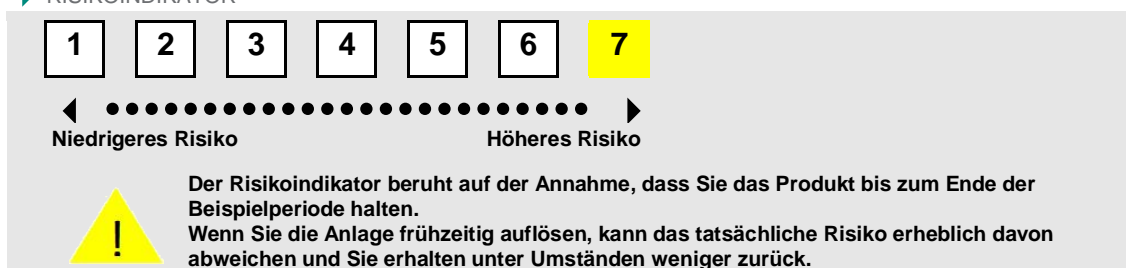 RISIKOINDIKATOR
1 2 3 4 5 6 7
Niedrigeres Risiko Höheres Risiko
Der Risikoindikator beruht auf der Annahme, dass Sie das Produkt bis zum Ende der
Beispielperiode halten.
! Wenn Sie die Anlage frühzeitig auflösen, kann das tatsächliche Risiko erheblich davon
abweichen und Sie erhalten unter Umständen weniger zurück.